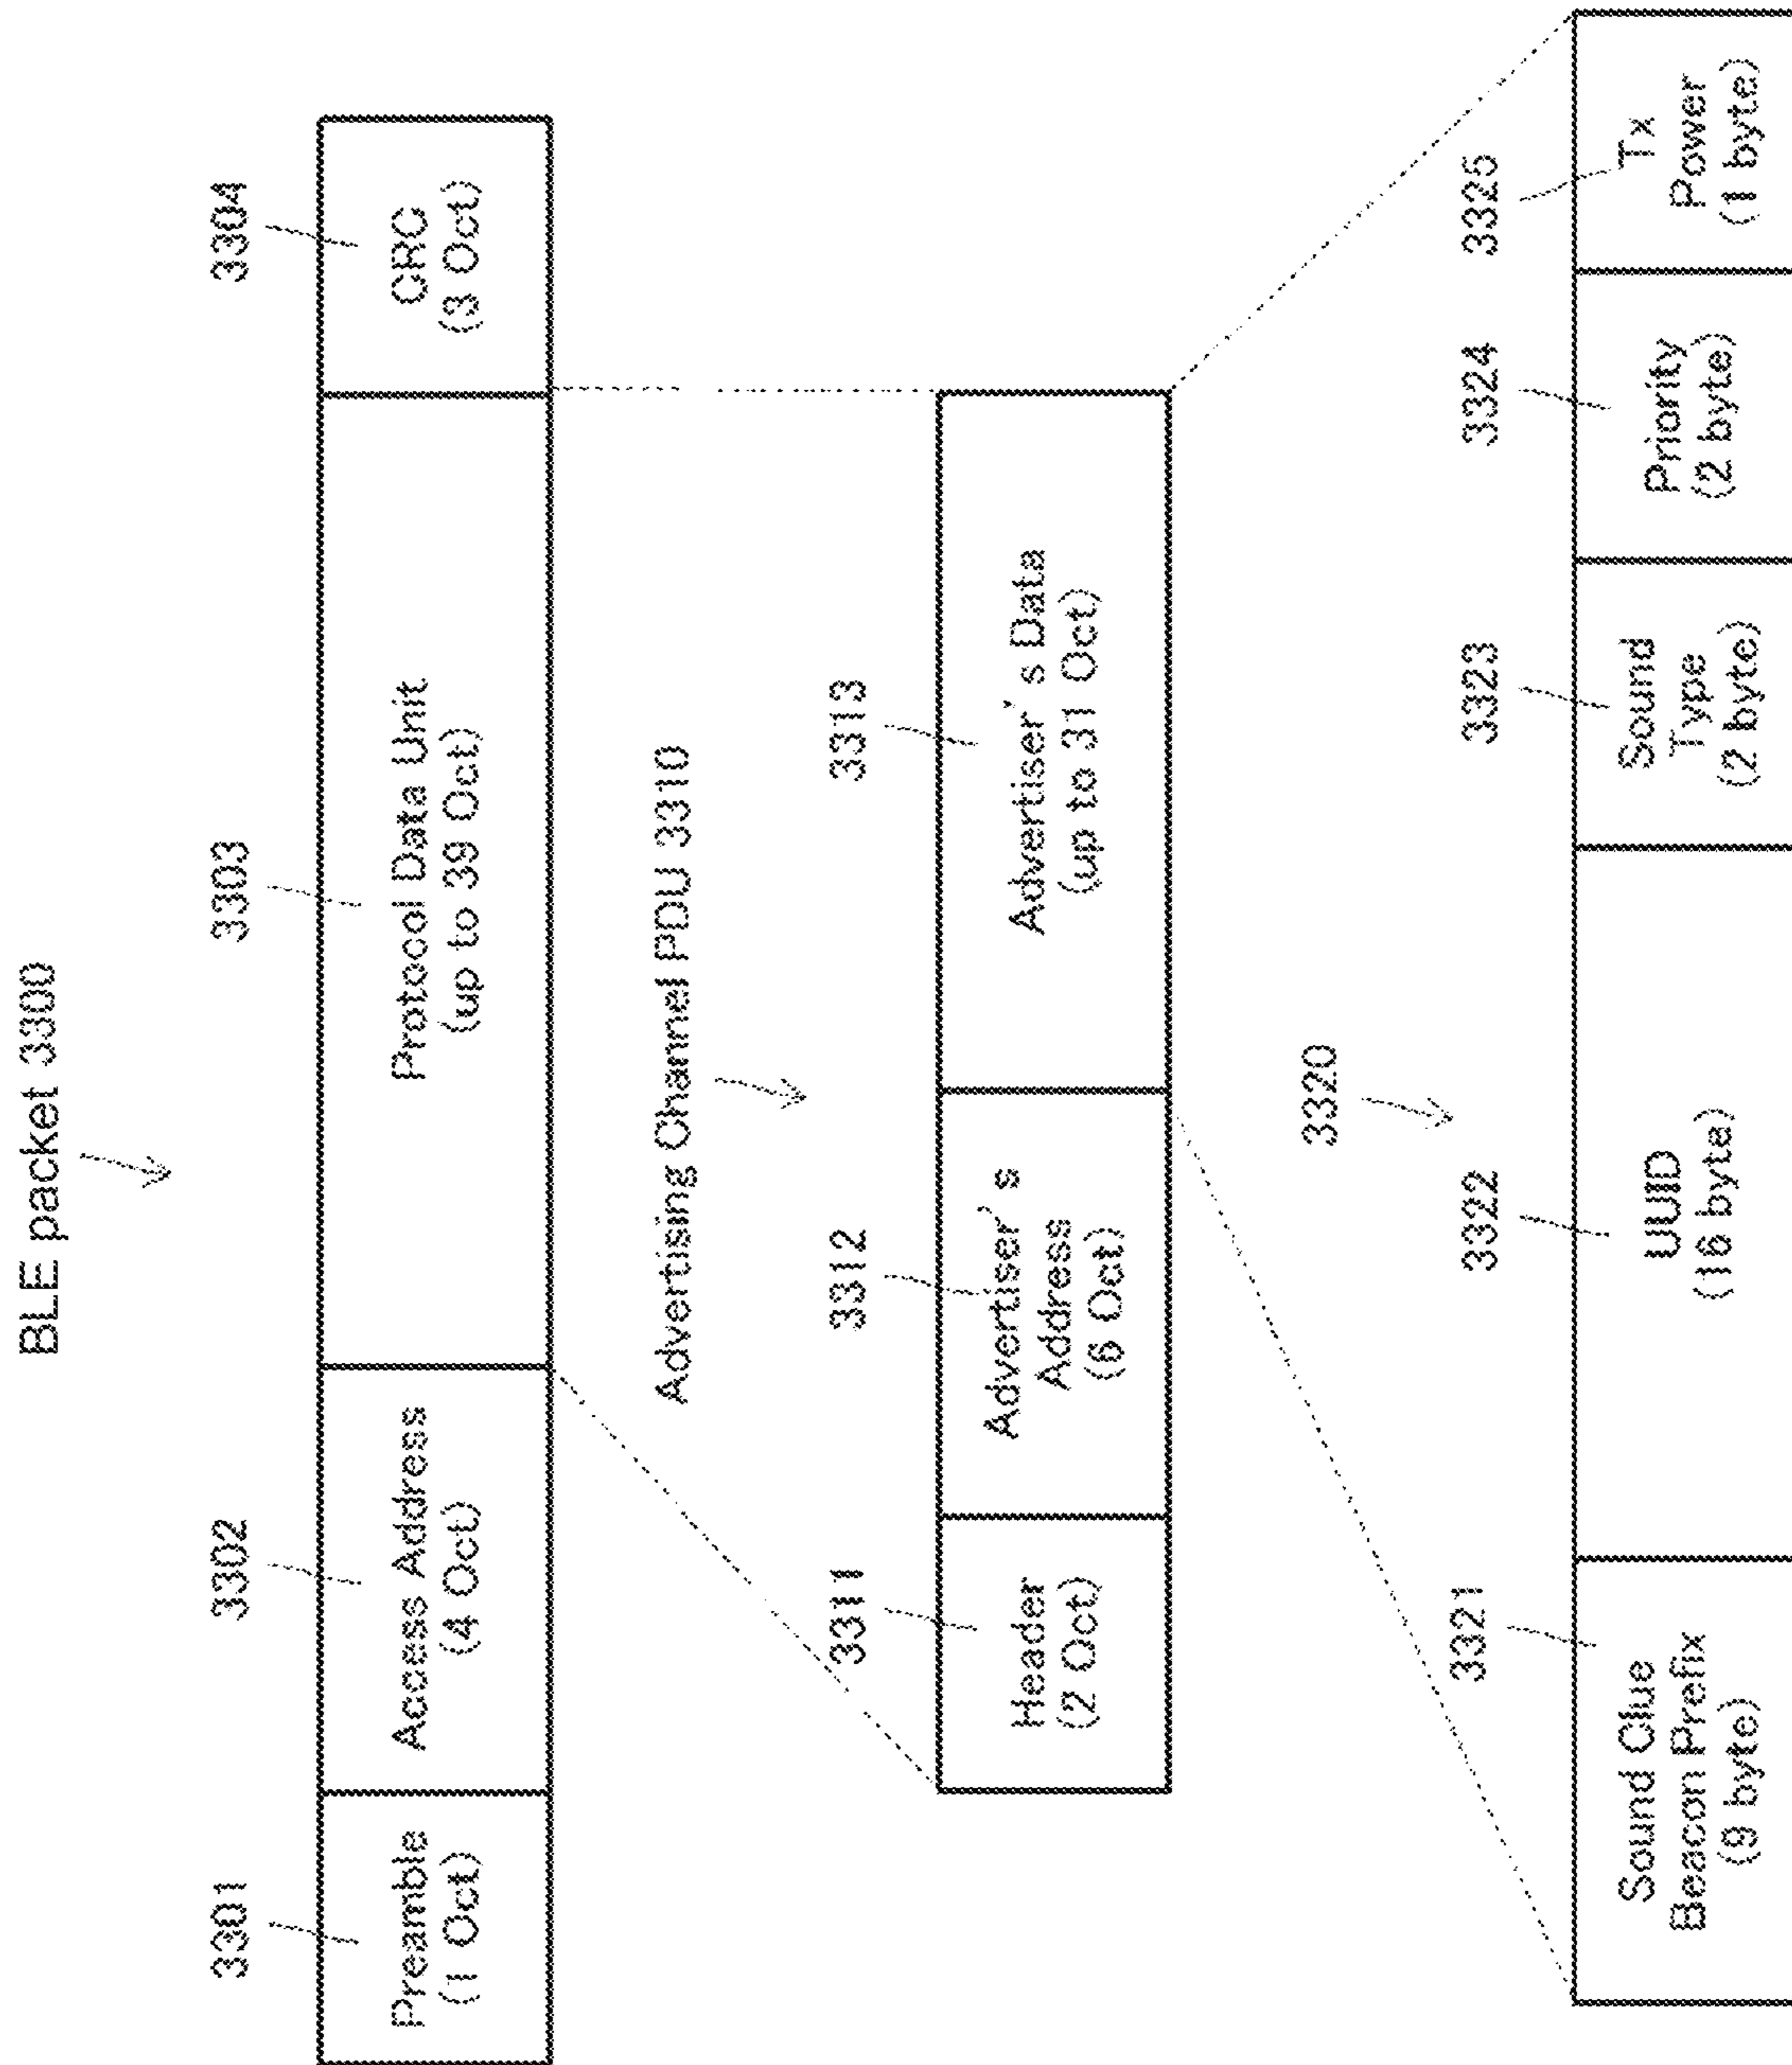 BLE packet 3300
3301
3302
3303
3304
Preamble
(1 Oct)
Access Address
(4 Oct)
Protocol Data Unit
(up to 39 Oct)
CRC
(3 Oct)
Advertising Channel PDU 3310
3311
3312
3313
Header
(2 Oct)
Advertiser's
Address
(6 Oct)
Advertiser's Data
(up to 31 Oct)
3320
3321
3322
3323
3324
3325
Sound Clue
Beacon Prefix
(9 byte)
UUID
(16 byte)
Sound
Type
(2 byte)
Priority
(2 byte)
Tx
Power
(1 byte)